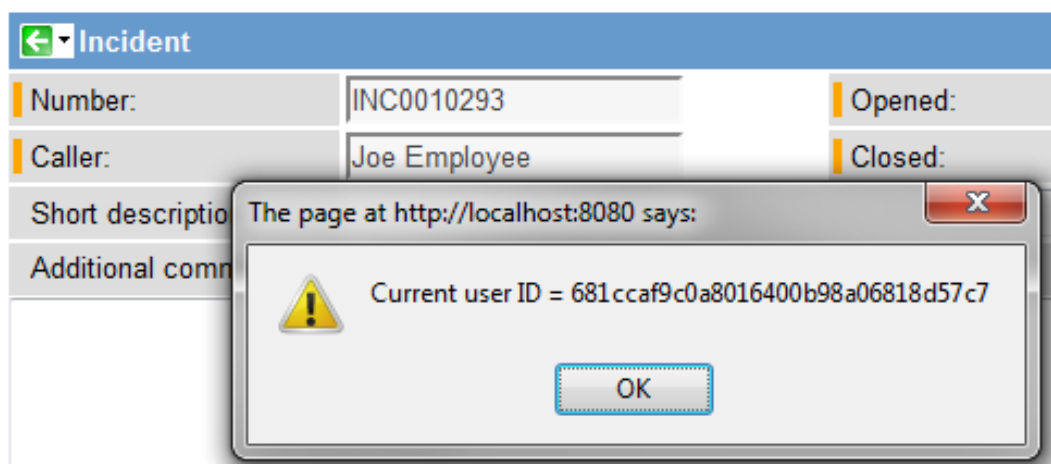 Incident
Number: INC0010293 Opened:
Caller: Joe Employee Closed:
Short descriptio
The page at http://localhost:8080 says:
Additional comm
Current user ID = 681ccaf9c0a8016400b98a06818d57c7
OK